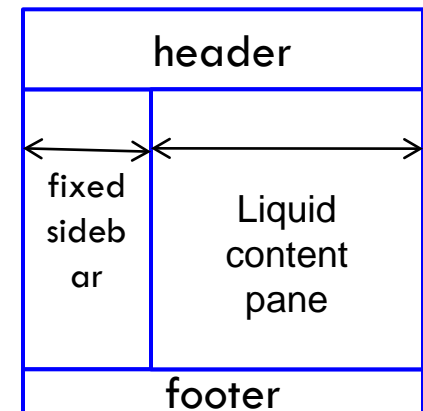 header
fixed
sideb
ar
Liquid
content
pane
footer